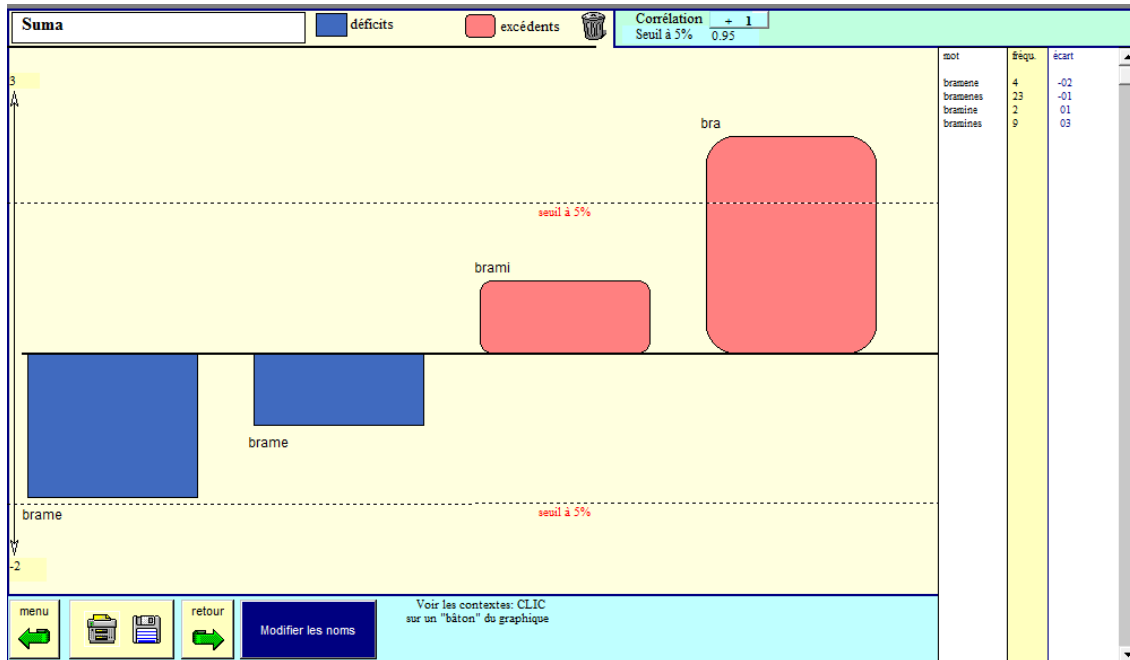 Suma
déficits
excédents
Corrélation + 1
Seuil à 5% 0.95
mot fréqu. écart
bramene 4 -02
bramenes 23 -01
bramine 2 01
bramines 9 03
3
bra
seuil à 5%
brami
brame
brame
seuil à 5%
-2
menu
retour
Modifier les noms
Voir les contextes: CLIC
sur un "bâton" du graphique